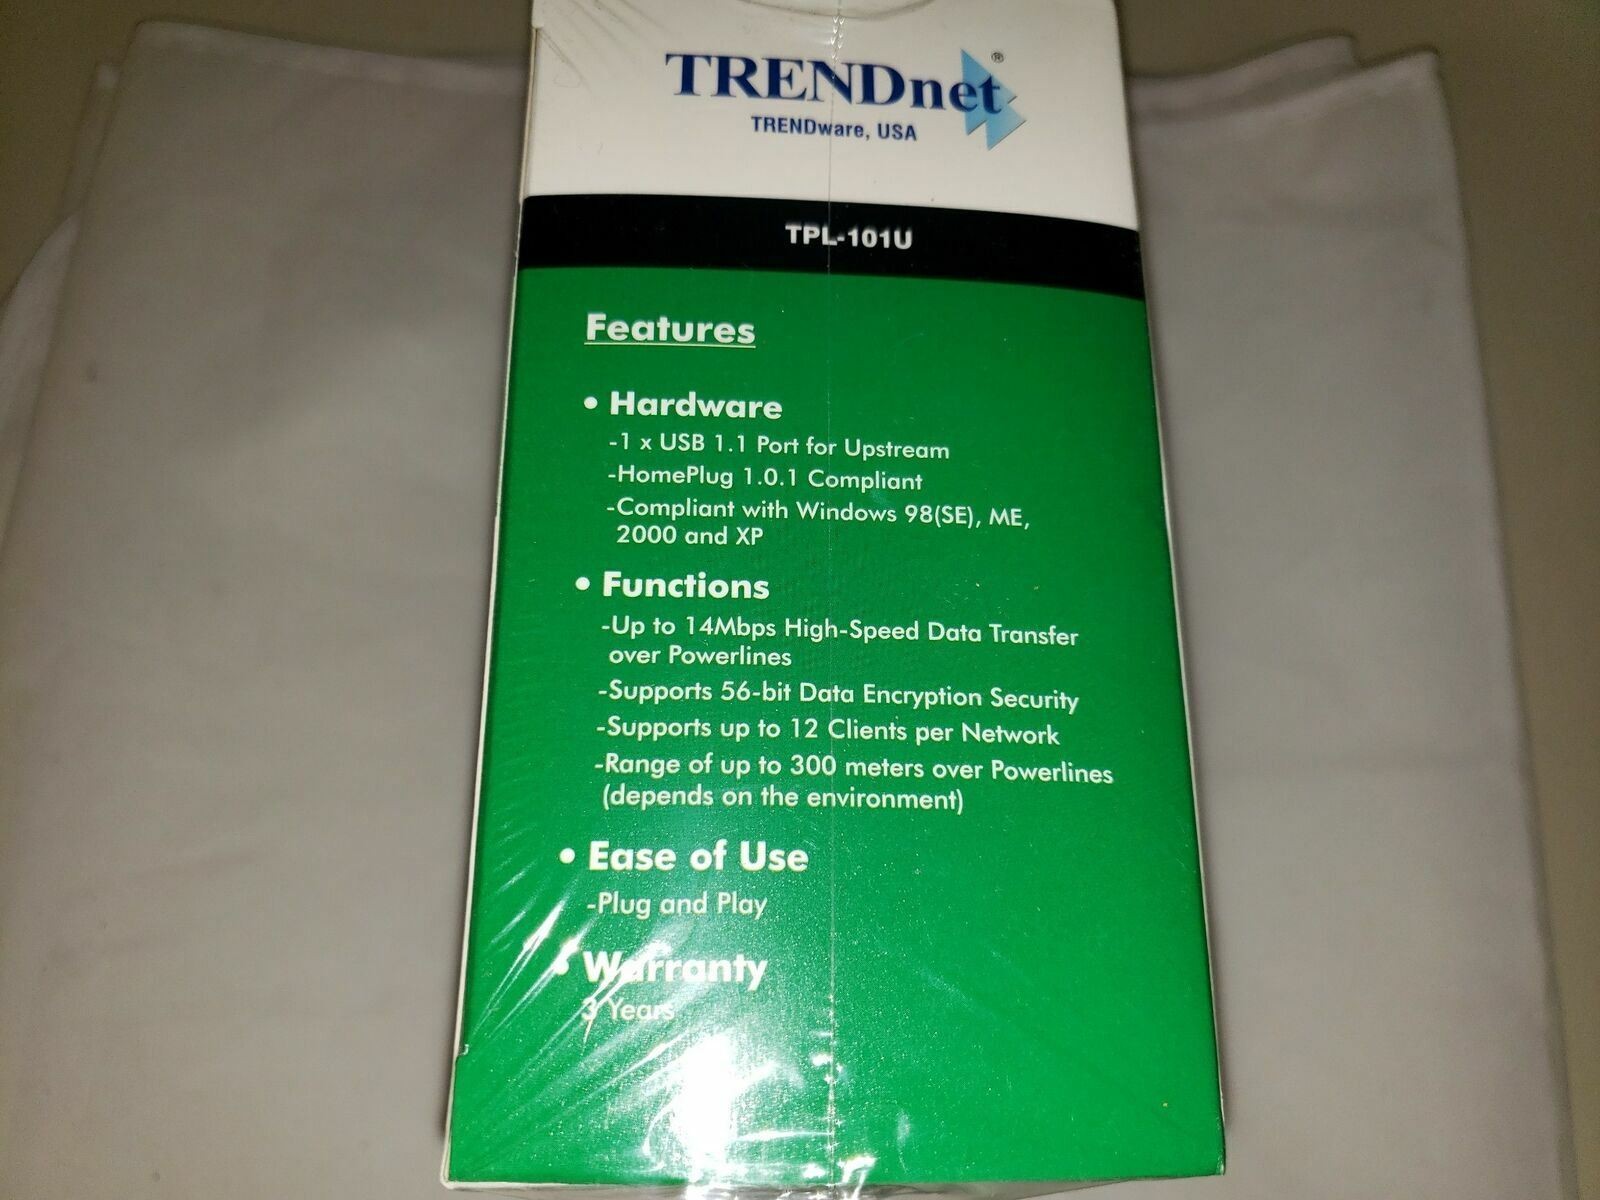 TRENDnet®
TRENDware, USA
TPL-101U
Features
• Hardware
-1 x USB 1.1 Port for Upstream
-HomePlug 1.0.1 Compliant
-Compliant with Windows 98(SE), ME,
2000 and XP
• Functions
-Up to 14Mbps High-Speed Data Transfer
over Powerlines
-Supports 56-bit Data Encryption Security
-Supports up to 12 Clients per Network
-Range of up to 300 meters over Powerlines
(depends on the environment)
• Ease of Use
-Plug and Play
• Warranty
3 Years